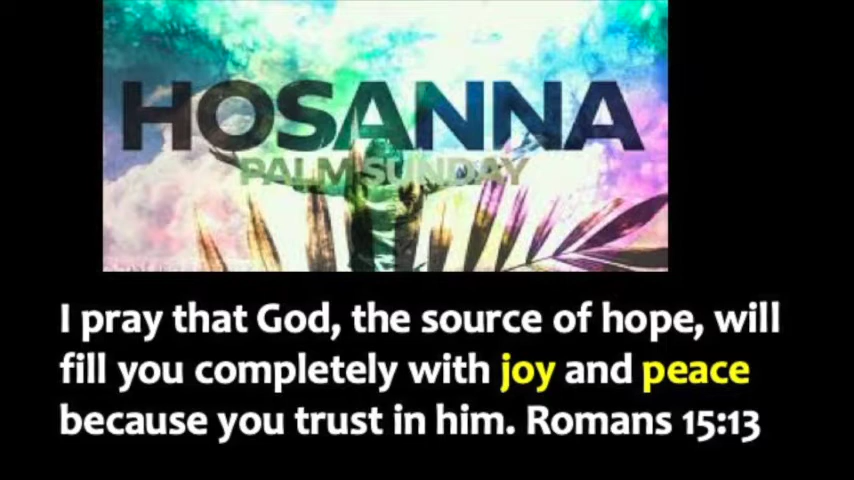 HOSANNA
PALM SUNDAY
I pray that God, the source of hope, will
fill you completely with joy and peace
because you trust in him. Romans 15:13